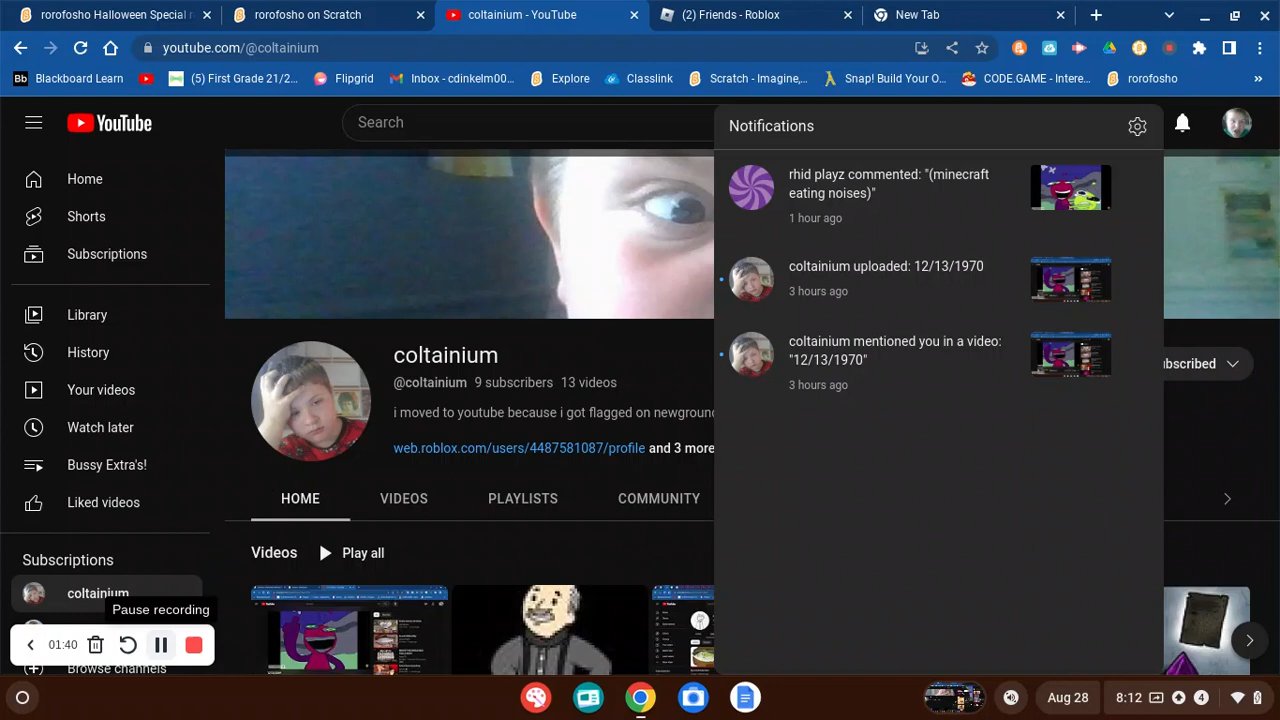 rorofosho Halloween Special
rorofosho on Scratch
coltainium - YouTube
(2) Friends - Roblox
New Tab
youtube.com/@coltainium
Bb Blackboard Learn
(5) First Grade 21/2...
Flipgrid
Inbox - cdinkelm00...
Explore
Classlink
Scratch - Imagine,...
Snap! Build Your O...
CODE.GAME - Intere...
rorofosho
»
YouTube
Search
Notifications
Home
Shorts
Subscriptions
Library
History
Your videos
Watch later
Bussy Extra's!
Liked videos
Subscriptions
coltainium
Browse channels
rhid playz commented: "(minecraft
eating noises)"
1 hour ago
coltainium uploaded: 12/13/1970
3 hours ago
coltainium mentioned you in a video:
"12/13/1970"
3 hours ago
coltainium
@coltainium 9 subscribers 13 videos
i moved to youtube because i got flagged on newgroun
web.roblox.com/users/4487581087/profile and 3 more
ubscribed
HOME
VIDEOS
PLAYLISTS
COMMUNITY
Videos
Play all
Pause recording
01:40
Aug 28
8:12
4